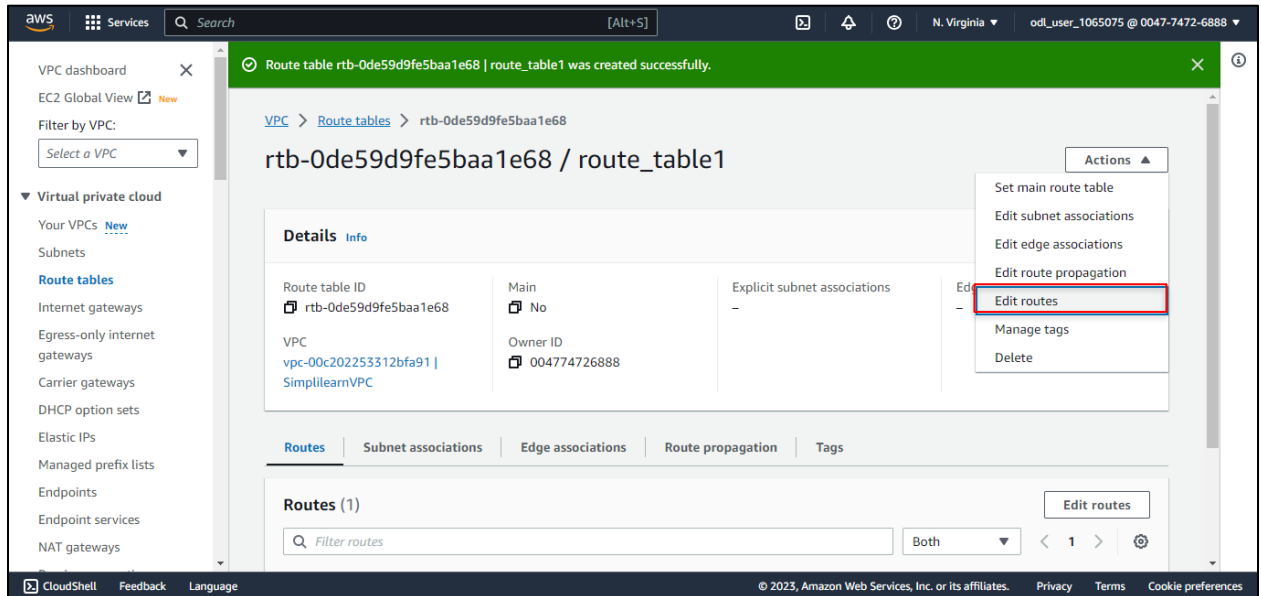 aws
Services
Search
[Alt+S]
N. Virginia
odl_user_1065075 @ 0047-7472-6888
VPC dashboard
EC2 Global View New
Filter by VPC:
Select a VPC
Virtual private cloud
Your VPCs New
Subnets
Route tables
Internet gateways
Egress-only internet
gateways
Carrier gateways
DHCP option sets
Elastic IPs
Managed prefix lists
Endpoints
Endpoint services
NAT gateways
Route table rtb-0de59d9fe5baa1e68 | route_table1 was created successfully.
VPC > Route tables > rtb-0de59d9fe5baa1e68
rtb-0de59d9fe5baa1e68 / route_table1
Actions
Set main route table
Edit subnet associations
Edit edge associations
Edit route propagation
Edit routes
Manage tags
Delete
Details Info
Route table ID
rtb-0de59d9fe5baa1e68
Main
No
Explicit subnet associations
–
Ed
–
VPC
vpc-00c202253312bfa91 |
SimplilearnVPC
Owner ID
004774726888
Routes
Subnet associations
Edge associations
Route propagation
Tags
Routes (1)
Edit routes
Filter routes
Both
1
CloudShell
Feedback
Language
© 2023, Amazon Web Services, Inc. or its affiliates.
Privacy
Terms
Cookie preferences